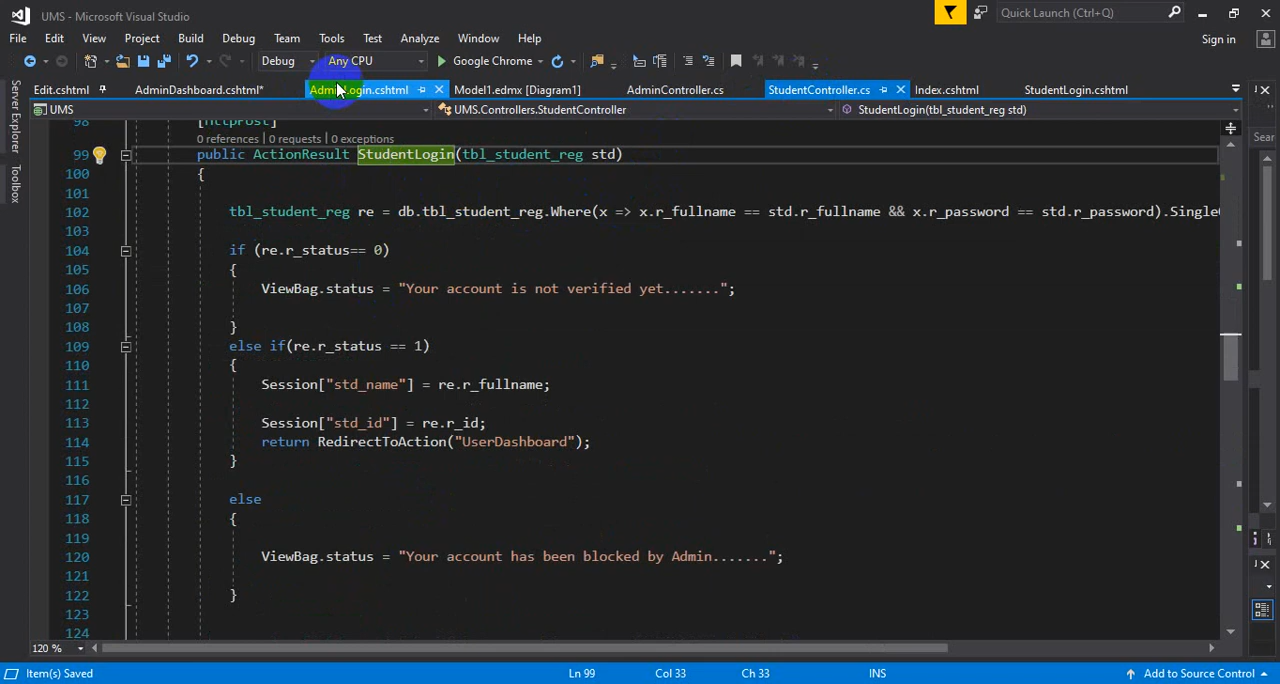 UMS - Microsoft Visual Studio
Quick Launch (Ctrl+Q)
File Edit View Project Build Debug Team Tools Test Analyze Window Help
Sign in
Debug Any CPU Google Chrome
Edit.cshtml AdminDashboard.cshtml* AdminLogin.cshtml Model1.edmx [Diagram1] AdminController.cs StudentController.cs Index.cshtml StudentLogin.cshtml
UMS UMS.Controllers.StudentController StudentLogin(tbl_student_reg std)
Server Explorer
Toolbox
Sear
98 [HttpPost]
0 references | 0 requests | 0 exceptions
99 public ActionResult StudentLogin(tbl_student_reg std)
100 {
101
102 tbl_student_reg re = db.tbl_student_reg.Where(x => x.r_fullname == std.r_fullname && x.r_password == std.r_password).Single
103
104 if (re.r_status== 0)
105 {
106 ViewBag.status = "Your account is not verified yet.......";
107
108 }
109 else if(re.r_status == 1)
110 {
111 Session["std_name"] = re.r_fullname;
112
113 Session["std_id"] = re.r_id;
114 return RedirectToAction("UserDashboard");
115 }
116
117 else
118 {
119
120 ViewBag.status = "Your account has been blocked by Admin.......";
121
122 }
123
124
120 %
Item(s) Saved Ln 99 Col 33 Ch 33 INS Add to Source Control